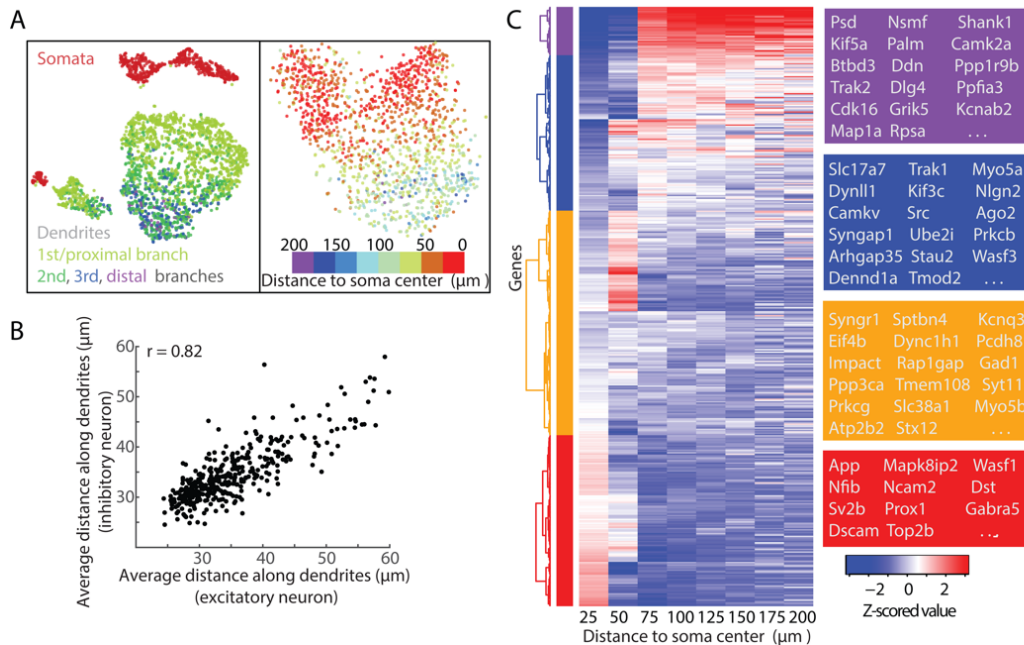 A
Somata
Dendrites
1st/proximal branch
2nd, 3rd, distal branches
200 150 100 50 0
Distance to soma center (μm)
B
r = 0.82
60
50
40
30
30 40 50 60
Average distance along dendrites (μm)
(inhibitory neuron)
Average distance along dendrites (μm)
(excitatory neuron)
C
Genes
25 50 75 100 125 150 175 200
Distance to soma center (μm)
Psd Nsmf Shank1
Kif5a Palm Camk2a
Btbd3 Ddn Ppp1r9b
Trak2 Dlg4 Ppfia3
Cdk16 Grik5 Kcnab2
Map1a Rpsa ...
Slc17a7 Trak1 Myo5a
Dynll1 Kif3c Nlgn2
Camkv Src Ago2
Syngap1 Ube2i Prkcb
Arhgap35 Stau2 Wasf3
Dennd1a Tmod2 ...
Syngr1 Sptbn4 Kcnq3
Eif4b Dync1h1 Pcdh8
Impact Rap1gap Gad1
Ppp3ca Tmem108 Syt11
Prkcg Slc38a1 Myo5b
Atp2b2 Stx12 ...
App Mapk8ip2 Wasf1
Nfib Ncam2 Dst
Sv2b Prox1 Gabra5
Dscam Top2b ...
−2 0 2
Z-scored value